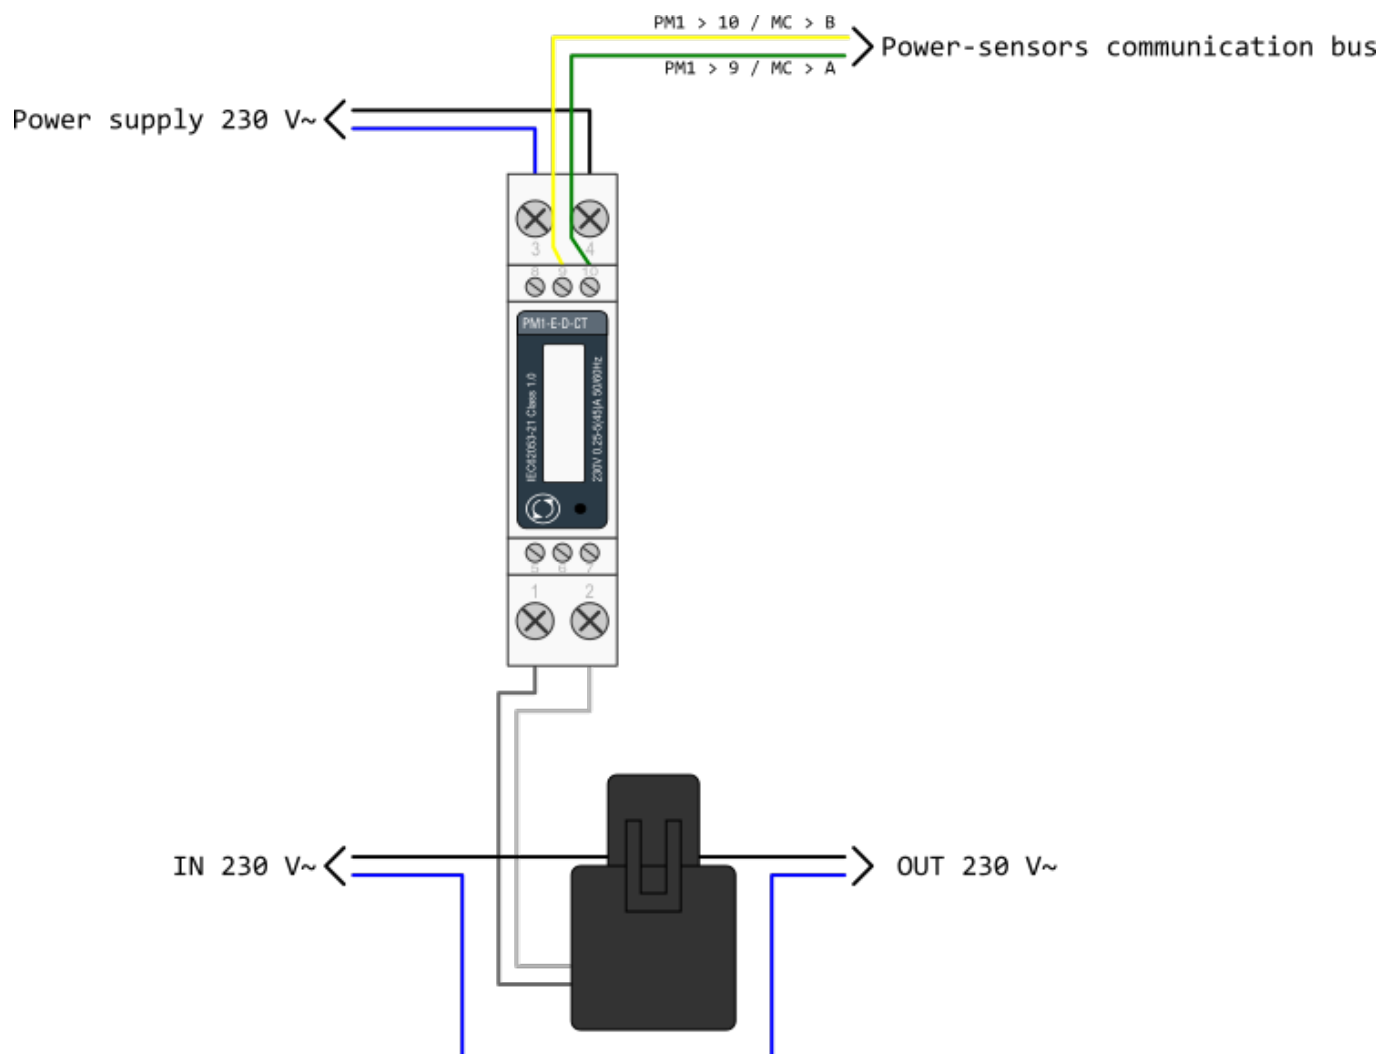 PM1 > 10 / MC > B
Power-sensors communication bus
PM1 > 9 / MC > A
Power supply 230 V~
3 4
8 9 10
PM1-E-D-CT
IEC62053-21 Class 1.0
230V 0.25-5(45)A 50/60Hz
5 6 7
1 2
IN 230 V~
OUT 230 V~